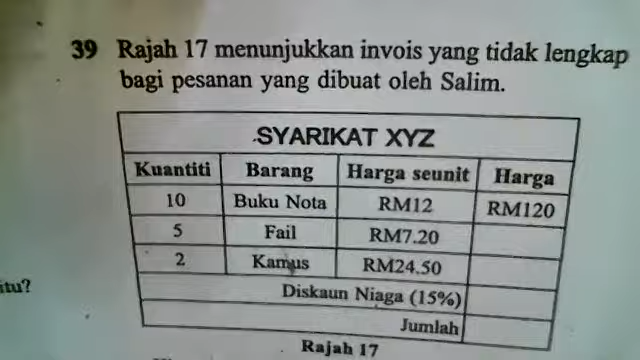 39 Rajah 17 menunjukkan invois yang tidak lengkap
bagi pesanan yang dibuat oleh Salim.
SYARIKAT XYZ
Kuantiti Barang Harga seunit Harga
10 Buku Nota RM12 RM120
5 Fail RM7.20
2 Kamus RM24.50
Diskaun Niaga (15%)
itu?
Jumlah
Rajah 17